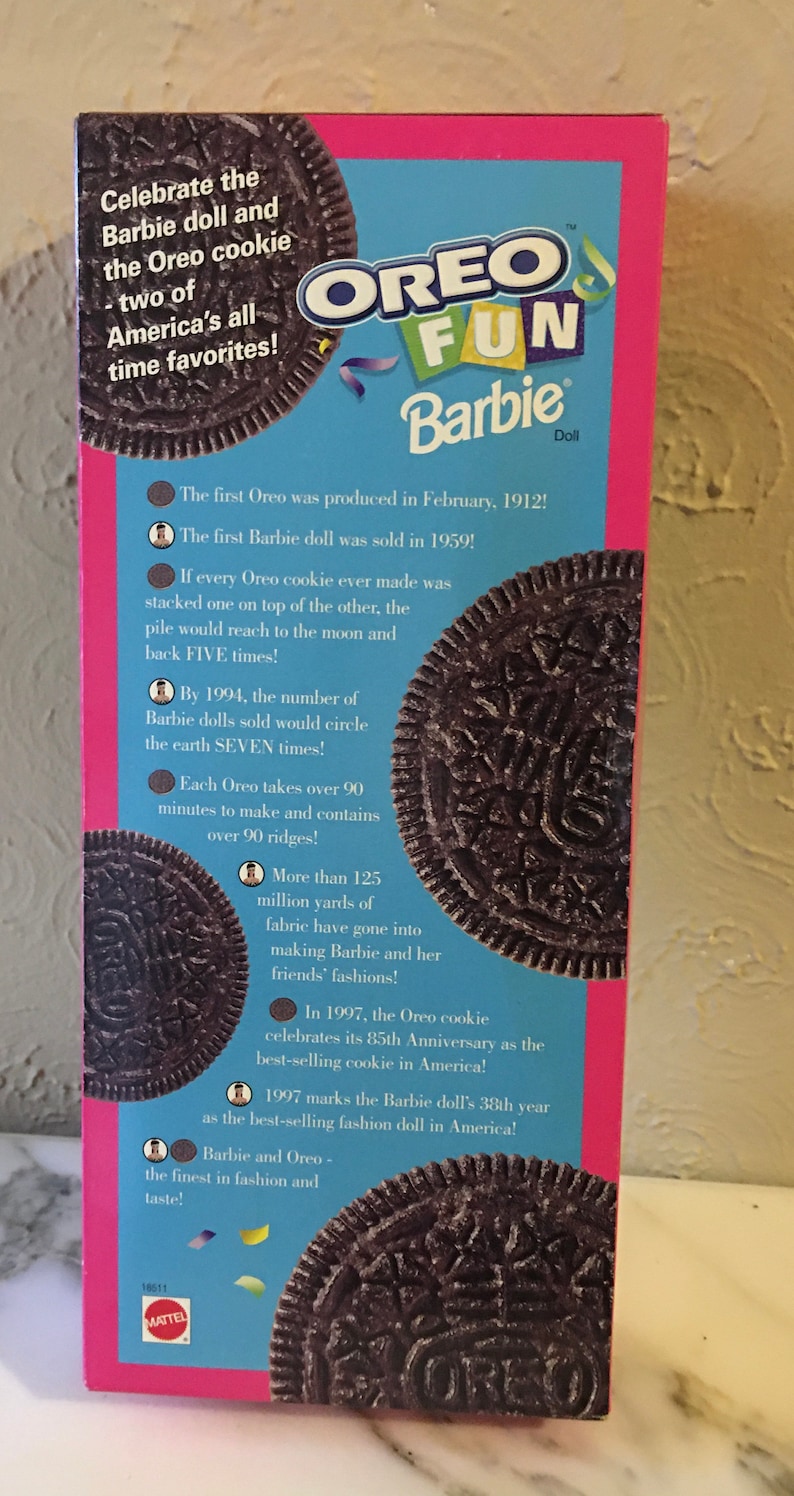 Celebrate the
Barbie doll and
the Oreo cookie
- two of
America's all
time favorites!
OREO™
FUN
Barbie®
Doll
The first Oreo was produced in February, 1912!
The first Barbie doll was sold in 1959!
If every Oreo cookie ever made was
stacked one on top of the other, the
pile would reach to the moon and
back FIVE times!
By 1994, the number of
Barbie dolls sold would circle
the earth SEVEN times!
Each Oreo takes over 90
minutes to make and contains
over 90 ridges!
More than 125
million yards of
fabric have gone into
making Barbie and her
friends' fashions!
In 1997, the Oreo cookie
celebrates its 85th Anniversary as the
best-selling cookie in America!
1997 marks the Barbie doll's 38th year
as the best-selling fashion doll in America!
Barbie and Oreo -
the finest in fashion and
taste!
16511
MATTEL®
OREO
OREO